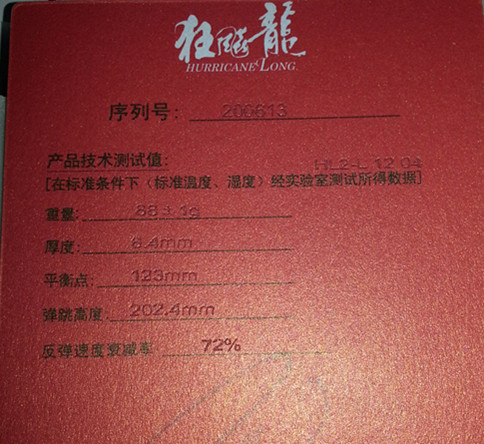 狂飚龍
HURRICANE LONG
序列号: 200613
产品技术测试值: HL2-L 12 04
[在标准条件下（标准温度、湿度）经实验室测试所得数据]
重量: 88±1g
厚度: 6.4mm
平衡点: 123mm
弹跳高度: 202.4mm
反弹速度衰减率 72%